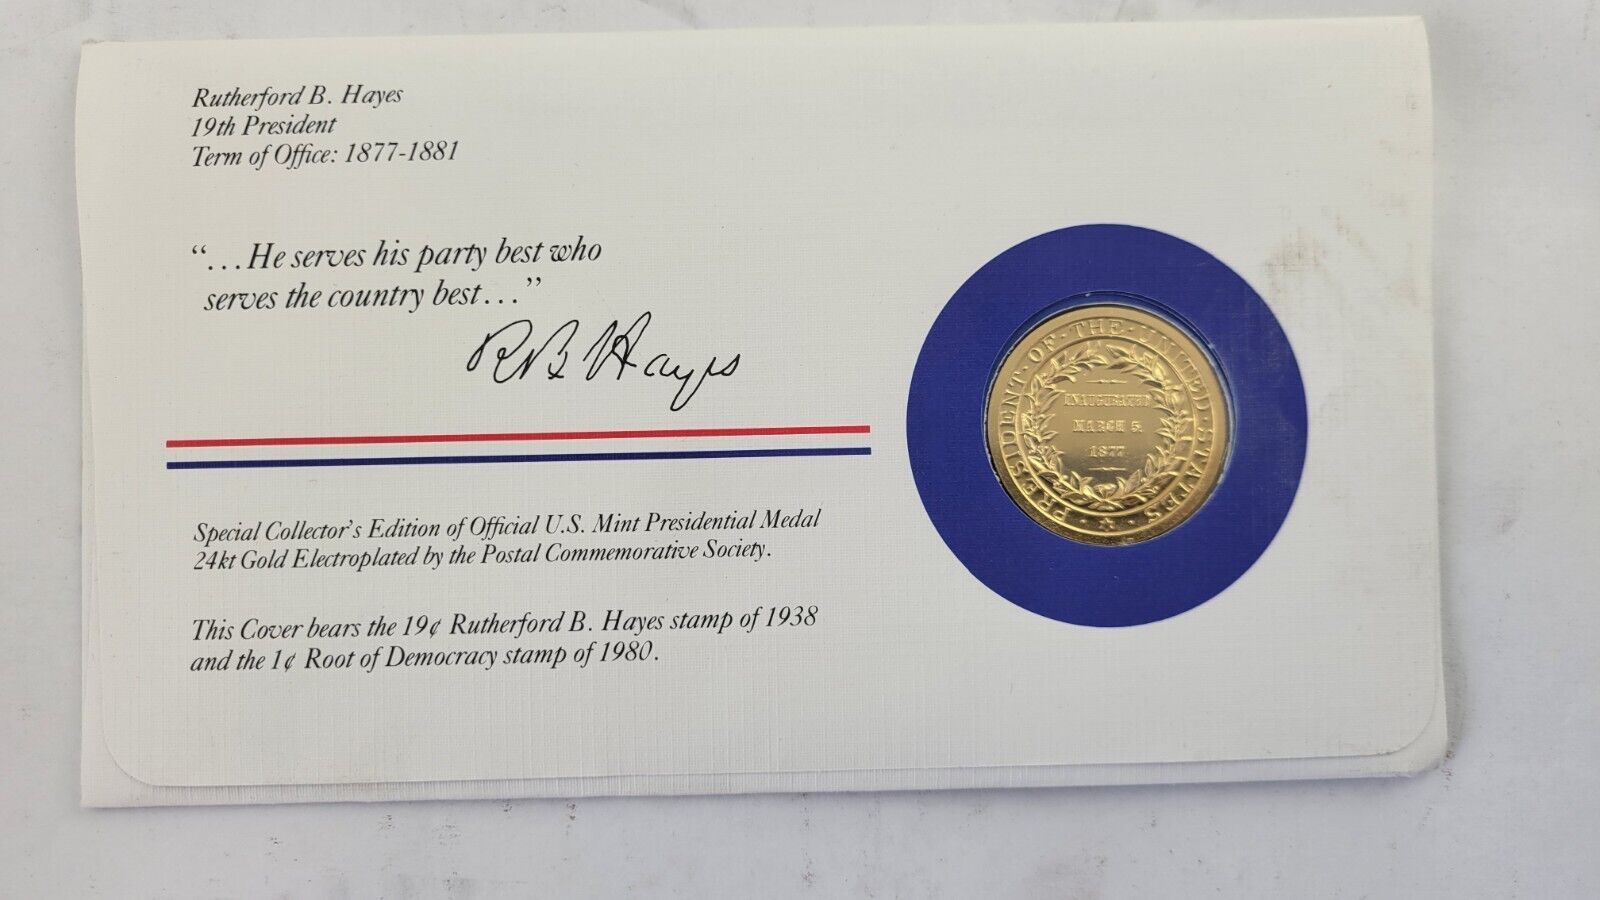 Rutherford B. Hayes
19th President
Term of Office: 1877-1881
“...He serves his party best who
serves the country best...”
RB Hayes
Special Collector's Edition of Official U.S. Mint Presidential Medal
24kt Gold Electroplated by the Postal Commemorative Society.
This Cover bears the 19¢ Rutherford B. Hayes stamp of 1938
and the 1¢ Root of Democracy stamp of 1980.
PRESIDENT·OF·THE·UNITED·STATES
INAUGURATED
MARCH 5.
1877